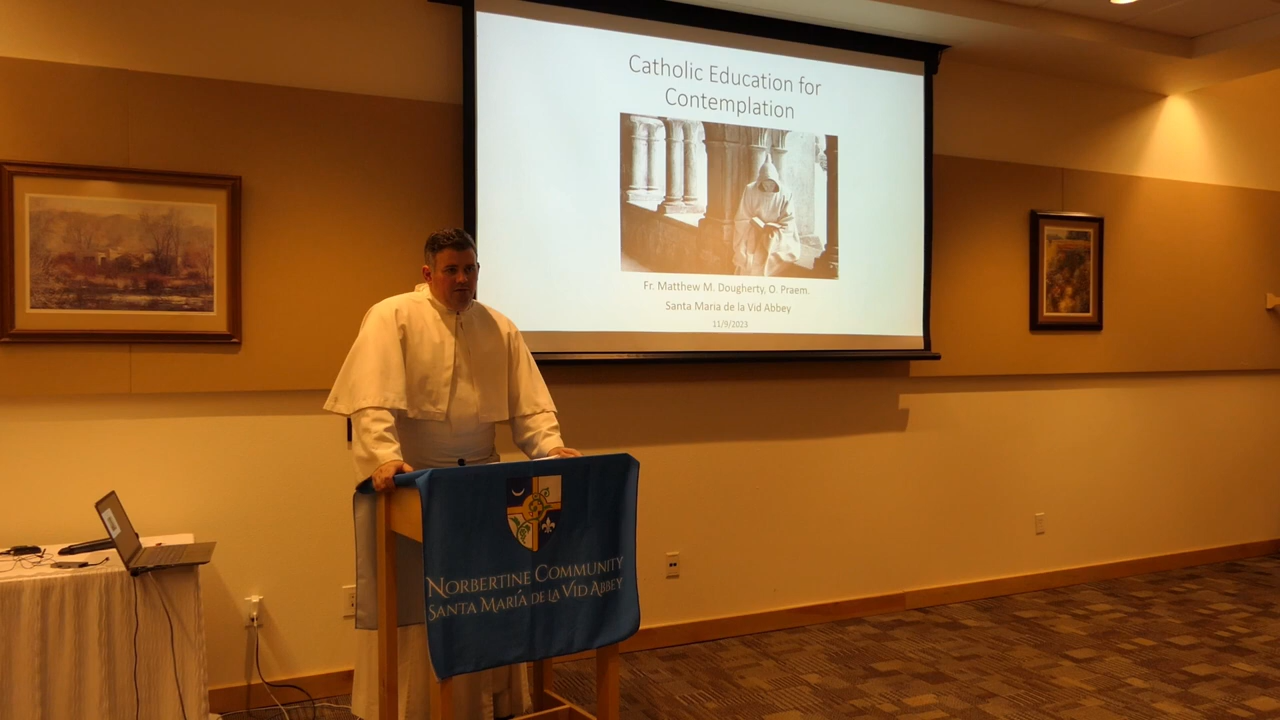 Catholic Education for
Contemplation
Fr. Matthew M. Dougherty, O. Praem.
Santa Maria de la Vid Abbey
11/9/2023
Norbertine Community
Santa María de la Vid Abbey